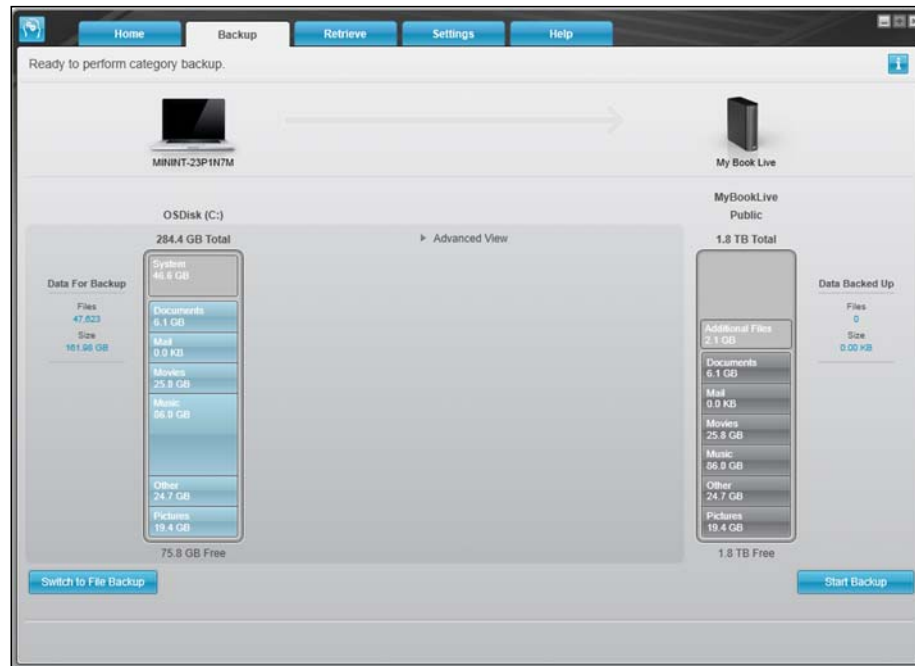 Home
Backup
Retrieve
Settings
Help
Ready to perform category backup.
i
MININT-23P1N7M
My Book Live
OSDisk (C:)
MyBookLive
Public
284.4 GB Total
Advanced View
1.8 TB Total
Data For Backup
Files
47,623
Size
161.98 GB
System
46.6 GB
Documents
6.1 GB
Mail
0.0 KB
Movies
25.8 GB
Music
86.0 GB
Other
24.7 GB
Pictures
19.4 GB
75.8 GB Free
Additional Files
2.1 GB
Documents
6.1 GB
Mail
0.0 KB
Movies
25.8 GB
Music
86.0 GB
Other
24.7 GB
Pictures
19.4 GB
1.8 TB Free
Data Backed Up
Files
0
Size
0.00 KB
Switch to File Backup
Start Backup